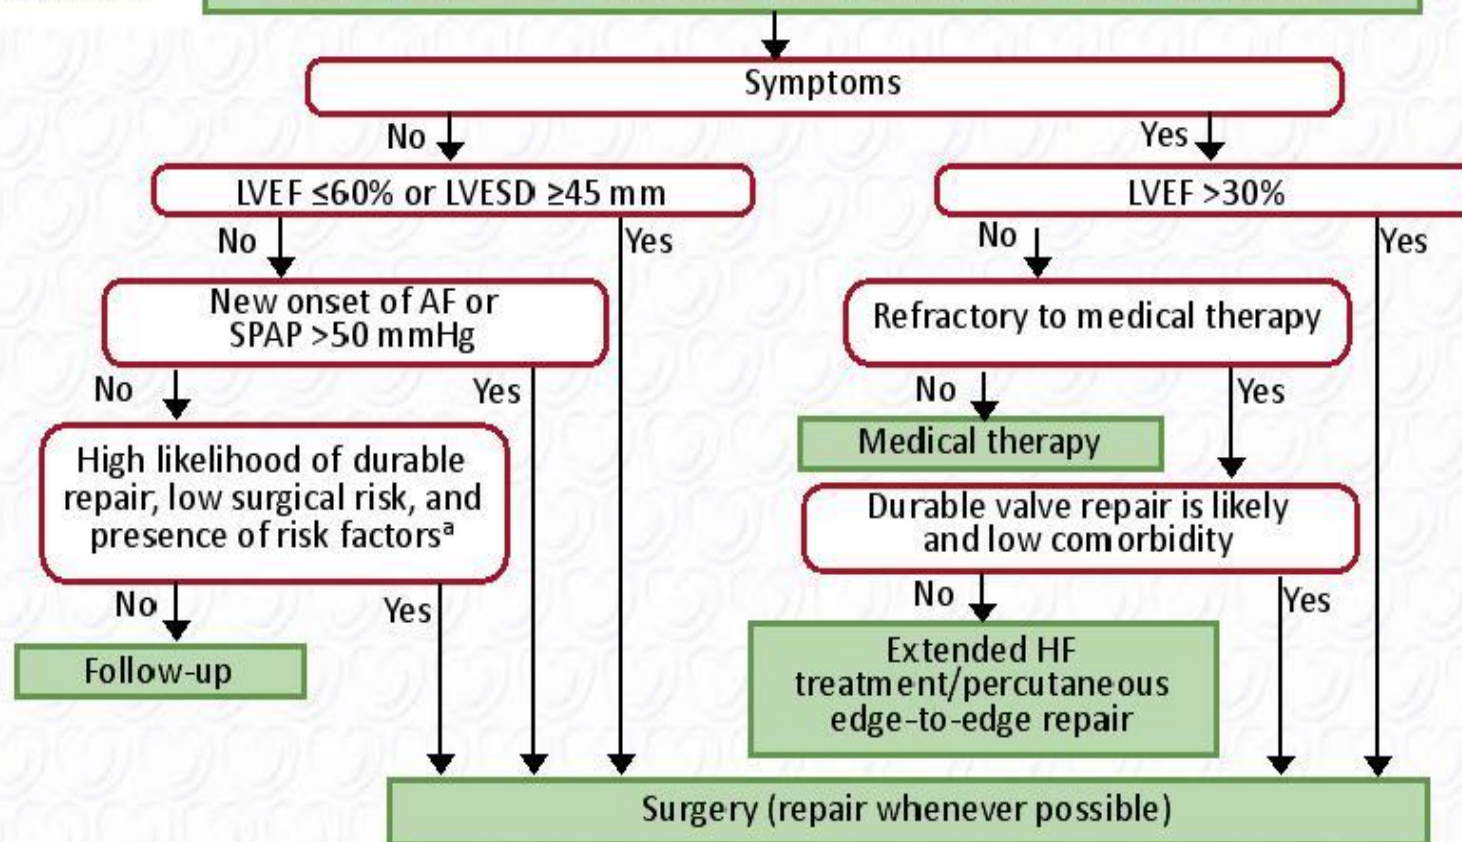 Symptoms
No
Yes
LVEF ≤60% or LVESD ≥45 mm
LVEF >30%
No
Yes
No
Yes
New onset of AF or
SPAP >50 mmHg
Refractory to medical therapy
No
Yes
No
Yes
High likelihood of durable
repair, low surgical risk, and
presence of risk factorsᵃ
Medical therapy
Durable valve repair is likely
and low comorbidity
No
Yes
No
Yes
Follow-up
Extended HF
treatment/percutaneous
edge-to-edge repair
Surgery (repair whenever possible)